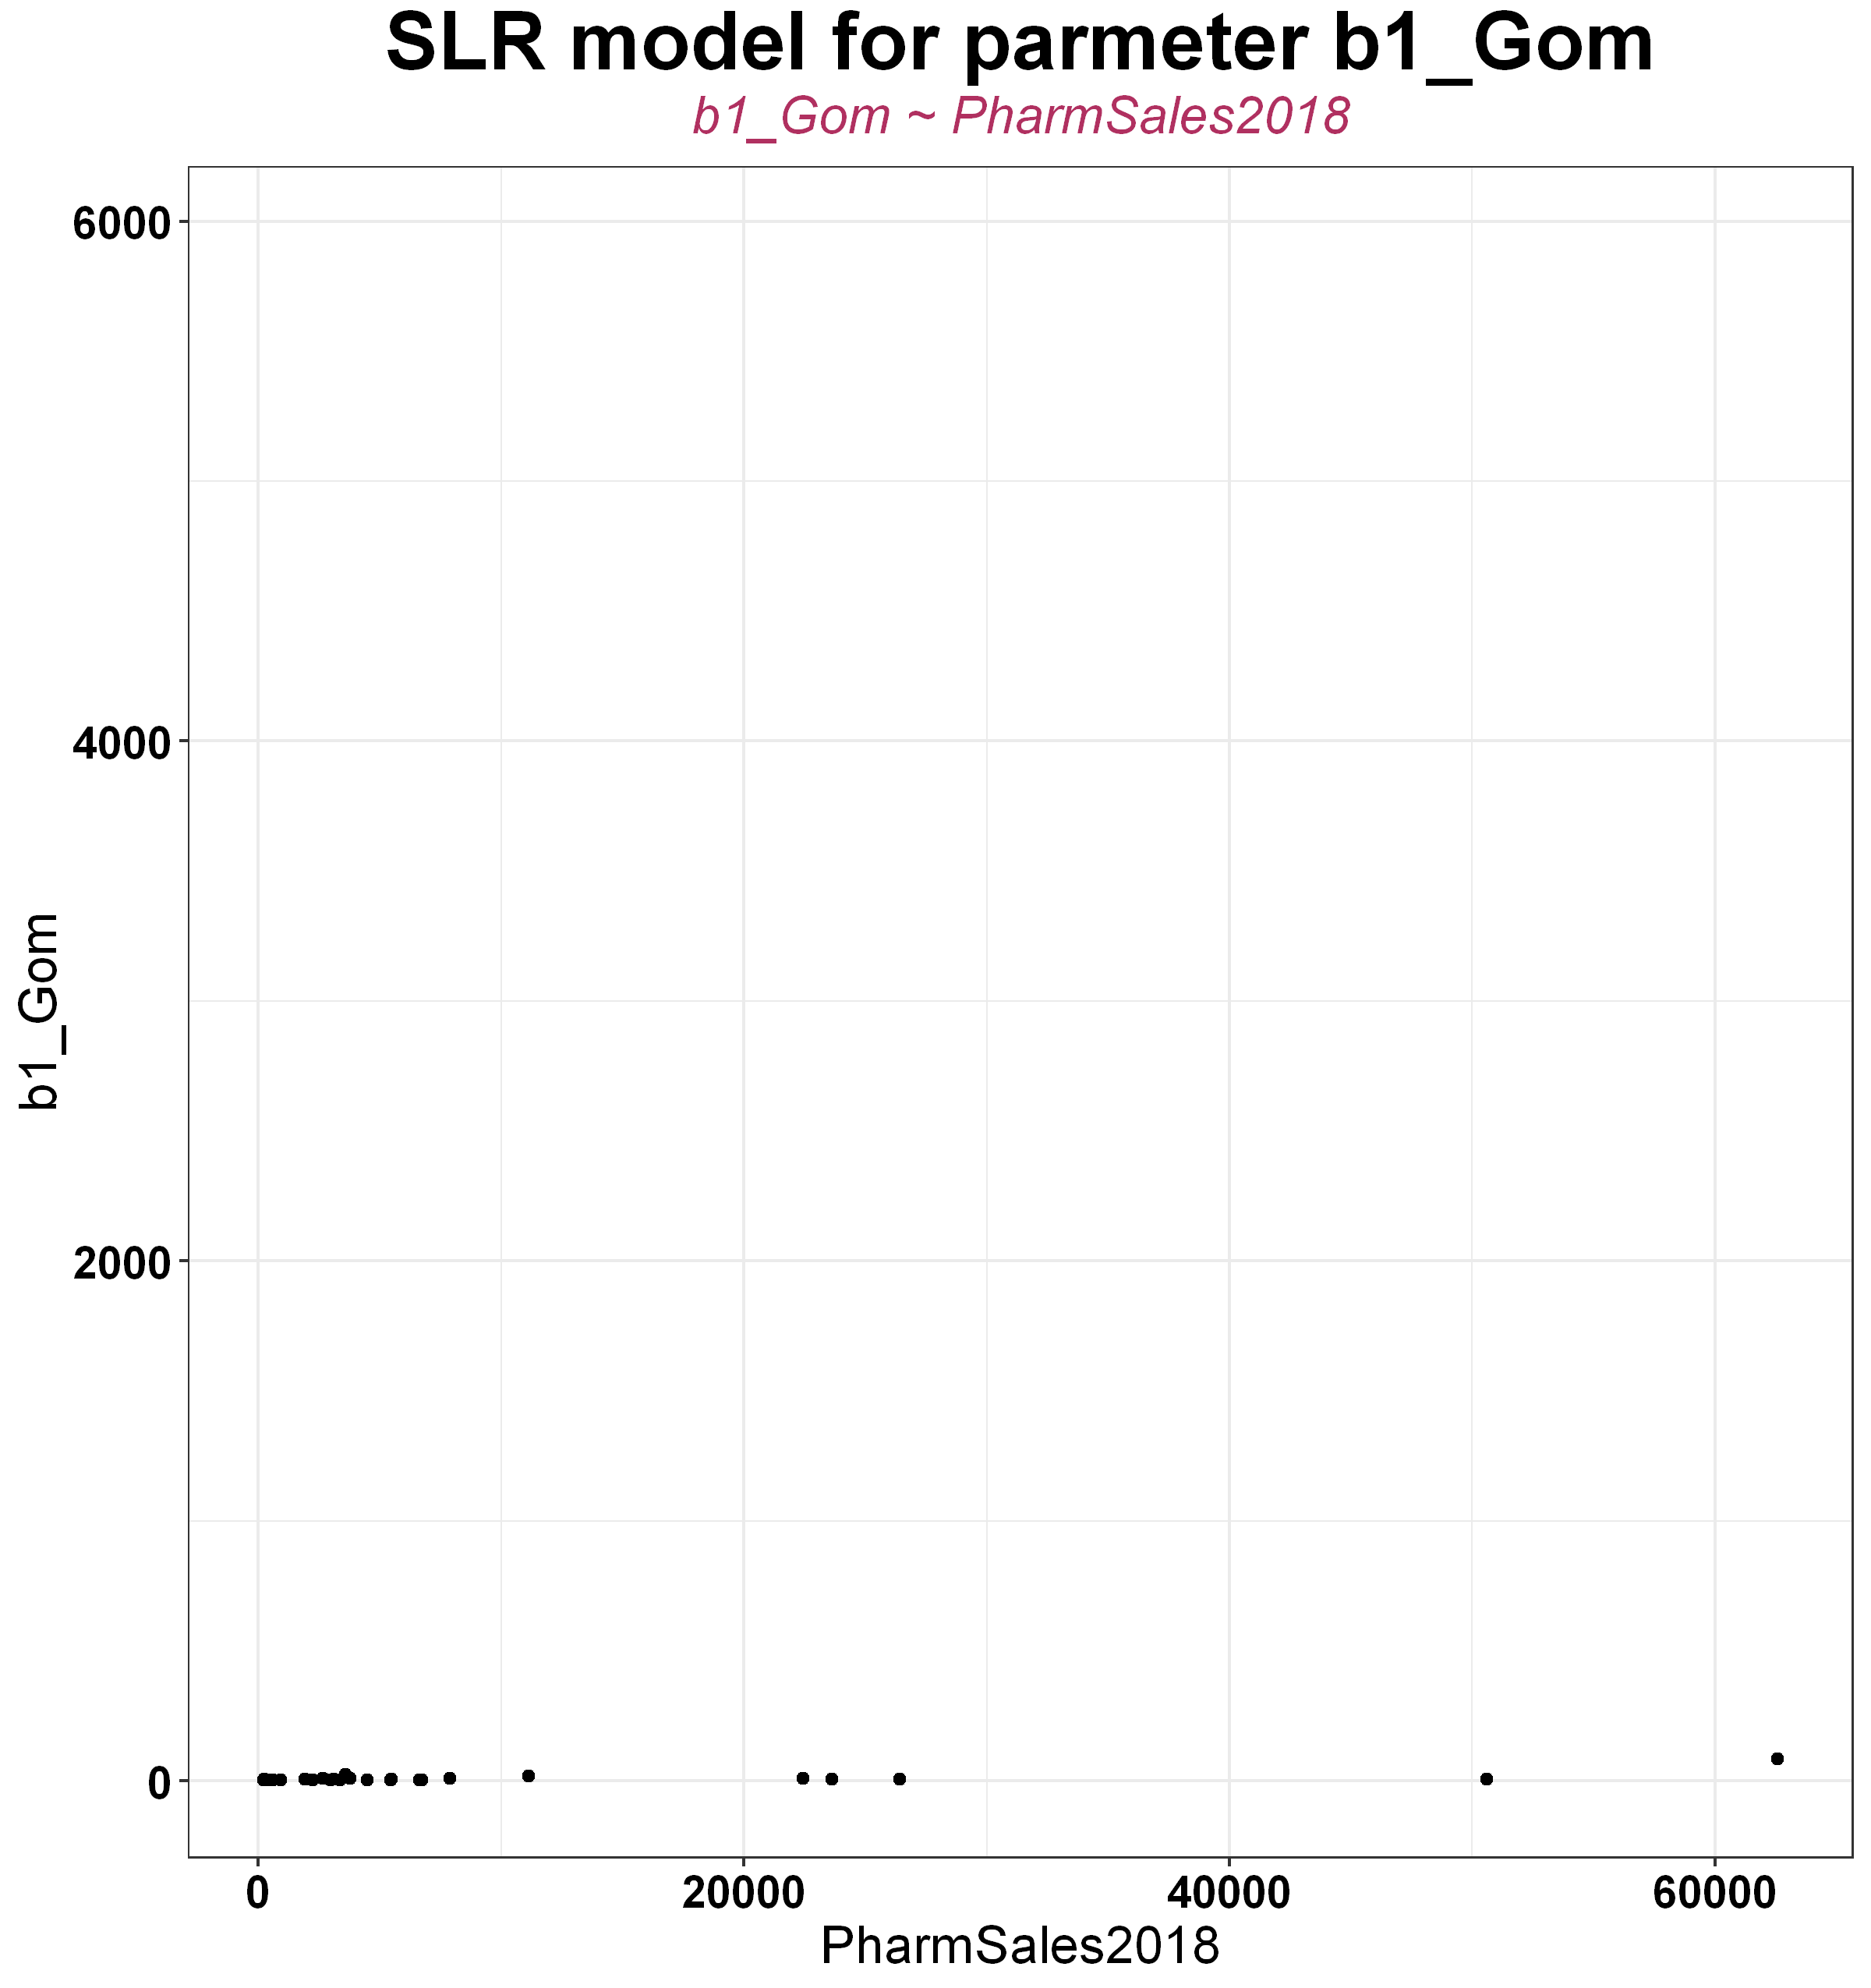 SLR model for parmeter b1_Gom
b1_Gom ~ PharmSales2018
6000
4000
2000
0
b1_Gom
0 20000 40000 60000
PharmSales2018